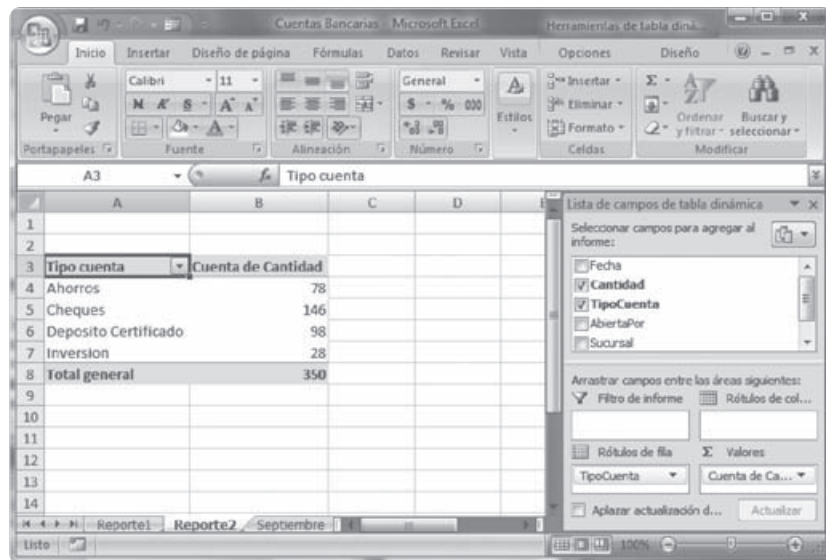 Cuentas Bancarias - Microsoft Excel
Herramientas de tabla diná...
Inicio Insertar Diseño de página Fórmulas Datos Revisar Vista Opciones Diseño
Pegar
Portapapeles
Calibri 11
N K S A A
A
Fuente
Alineación
General
$ % 000
Número
A
Estilos
Insertar
Eliminar
Formato
Celdas
Σ
Ordenar y filtrar
Buscar y seleccionar
Modificar
A3 fx Tipo cuenta
A B C D
1
2
3 Tipo cuenta Cuenta de Cantidad
4 Ahorros 78
5 Cheques 146
6 Deposito Certificado 98
7 Inversion 28
8 Total general 350
9
10
11
12
13
14
Reporte1 Reporte2 Septiembre
Lista de campos de tabla dinámica
Seleccionar campos para agregar al
informe:
Fecha
Cantidad
TipoCuenta
AbiertaPor
Sucursal
Arrastrar campos entre las áreas siguientes:
Filtro de informe Rótulos de col...
Rótulos de fila Σ Valores
TipoCuenta Cuenta de Ca...
Aplazar actualización d... Actualizar
Listo 100%